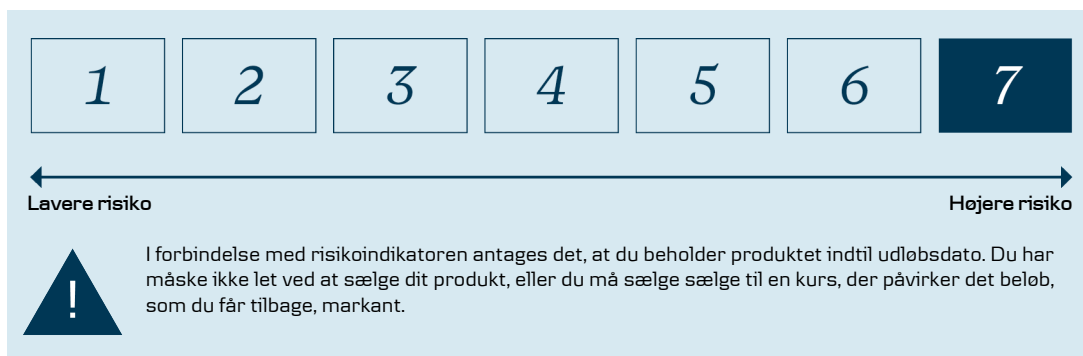 1 2 3 4 5 6 7
Lavere risiko Højere risiko
I forbindelse med risikoindikatoren antages det, at du beholder produktet indtil udløbsdato. Du har
måske ikke let ved at sælge dit produkt, eller du må sælge sælge til en kurs, der påvirker det beløb,
som du får tilbage, markant.
!